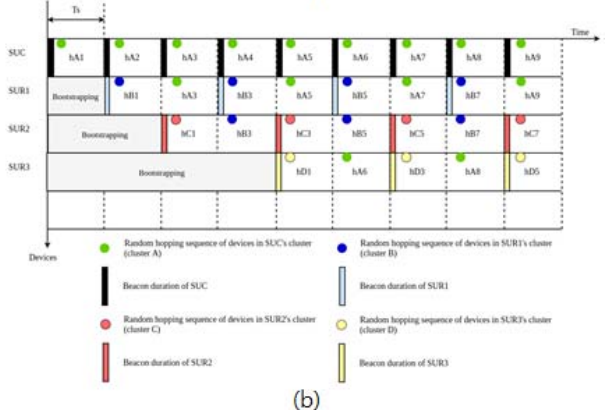 Ts
Time
SUC hA1 hA2 hA3 hA4 hA5 hA6 hA7 hA8 hA9
SUR1 Bootstrapping hB1 hA3 hB3 hA5 hB5 hA7 hB7 hA9
SUR2 Bootstrapping hC1 hB3 hC3 hB5 hC5 hB7 hC7
SUR3 Bootstrapping hD1 hA6 hD3 hA8 hD5
Devices
Random hopping sequence of devices in SUC's cluster
(cluster A)
Random hopping sequence of devices in SUR1's cluster
(cluster B)
Beacon duration of SUC
Beacon duration of SUR1
Random hopping sequence of devices in SUR2's cluster
(cluster C)
Random hopping sequence of devices in SUR3's cluster
(cluster D)
Beacon duration of SUR2
Beacon duration of SUR3
(b)